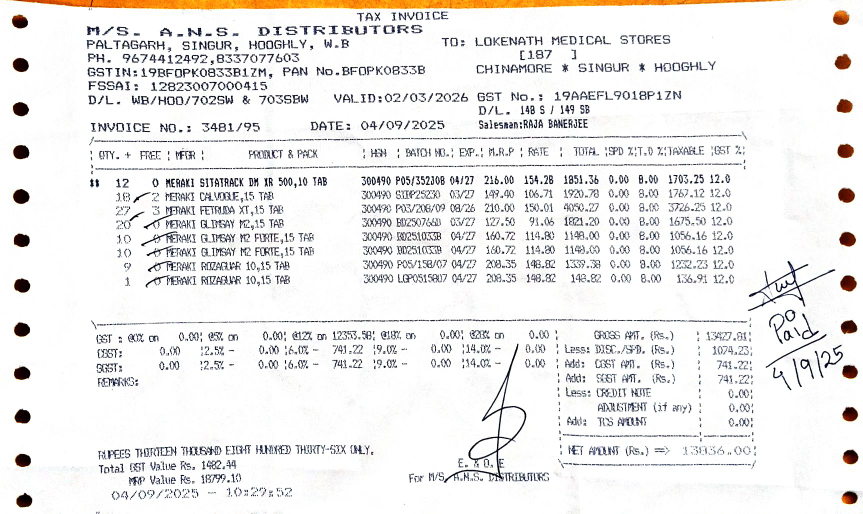 TAX INVOICE
M/S. A.N.S. DISTRIBUTORS
PALTAGARH, SINGUR, HOOGHLY, W.B
PH. 9674412492,8337077603
GSTIN:19BFOPK0833B1ZM, PAN No.BFOPK0833B
FSSAI: 12823007000415
D/L. WB/HOO/702SW & 703SBW VALID:02/03/2026
TO: LOKENATH MEDICAL STORES
[187 ]
CHINAMORE * SINGUR * HOOGHLY
GST No.: 19AAEFL9018P1ZN
D/L. 148 S / 149 SB
INVOICE NO.: 3481/95 DATE: 04/09/2025 Salesman:RAJA BANERJEE
QTY. + FREE MFGR PRODUCT & PACK HSN BATCH NO. EXP. M.R.P RATE TOTAL SPD % T.D % TAXABLE GST %
$$ 12 0 MERAKI SITATRACK DM XR 500,10 TAB 300490 P05/352J08 04/27 216.00 154.28 1851.36 0.00 8.00 1703.25 12.0
18 2 MERAKI CALVOGUE,15 TAB 300490 SIBP25230 03/27 149.40 106.71 1920.78 0.00 8.00 1767.12 12.0
27 3 MERAKI FETRUDA XT,15 TAB 300490 P03/208/09 08/26 210.00 150.01 4050.27 0.00 8.00 3726.25 12.0
20 0 MERAKI GLIMSAY M2,15 TAB 300490 BD250766B 03/27 127.50 91.06 1821.20 0.00 8.00 1675.50 12.0
10 0 MERAKI GLIMSAY M2 FORTE,15 TAB 300490 BD251033B 04/27 160.72 114.80 1148.00 0.00 8.00 1056.16 12.0
10 0 MERAKI GLIMSAY M2 FORTE,15 TAB 300490 BD251033B 04/27 160.72 114.80 1148.00 0.00 8.00 1056.16 12.0
9 0 MERAKI ROZAGUAR 10,15 TAB 300490 P05/158/07 04/27 208.35 148.82 1339.38 0.00 8.00 1232.23 12.0
1 0 MERAKI ROZAGUAR 10,15 TAB 300490 LGP0515807 04/27 208.35 148.82 148.82 0.00 8.00 136.91 12.0
GST : @0% on 0.00 @5% on 0.00 @12% on 12353.58 @18% on 0.00 @28% on 0.00
CGST: 0.00 2.5% - 0.00 6.0% - 741.22 9.0% - 0.00 14.0% - 0.00
SGST: 0.00 2.5% - 0.00 6.0% - 741.22 9.0% - 0.00 14.0% - 0.00
REMARKS:
GROSS AMT. (Rs.) 13427.81
Less: DISC./SPD. (Rs.) 1074.23
Add: CGST AMT. (Rs.) 741.22
Add: SGST AMT. (Rs.) 741.22
Less: CREDIT NOTE 0.00
ADJUSTMENT (if any) 0.00
Add: TCS AMOUNT 0.00
NET AMOUNT (Rs.) => 13836.00
Paid
4/9/25
RUPEES THIRTEEN THOUSAND EIGHT HUNDRED THIRTY-SIX ONLY.
Total GST Value Rs. 1482.44
MRP Value Rs. 18799.10
04/09/2025 - 10:27:52
E. & O. E
For M/S. A.N.S. DISTRIBUTORS